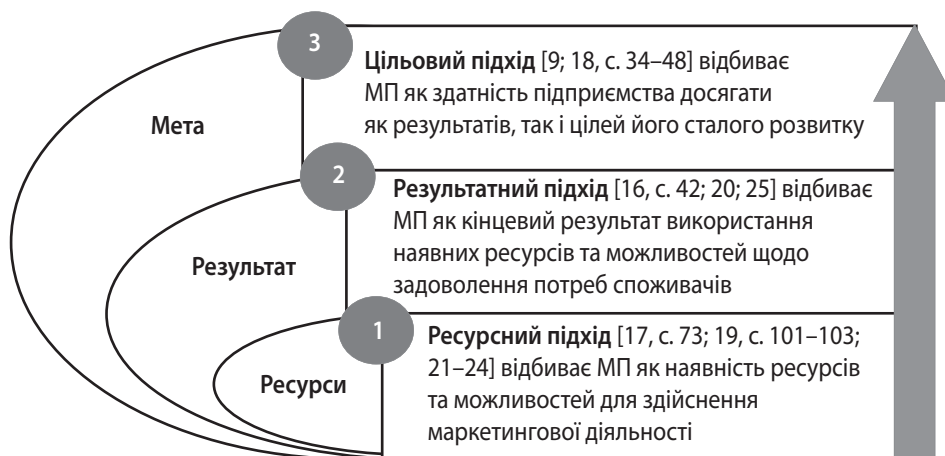 3
Цільовий підхід [9; 18, с. 34–48] відбиває
МП як здатність підприємства досягати
як результатів, так і цілей його сталого розвитку
Мета
2
Результатний підхід [16, с. 42; 20; 25] відбиває
МП як кінцевий результат використання
наявних ресурсів та можливостей щодо
задоволення потреб споживачів
Результат
1
Ресурсний підхід [17, с. 73; 19, с. 101–103;
21–24] відбиває МП як наявність ресурсів
та можливостей для здійснення
маркетингової діяльності
Ресурси